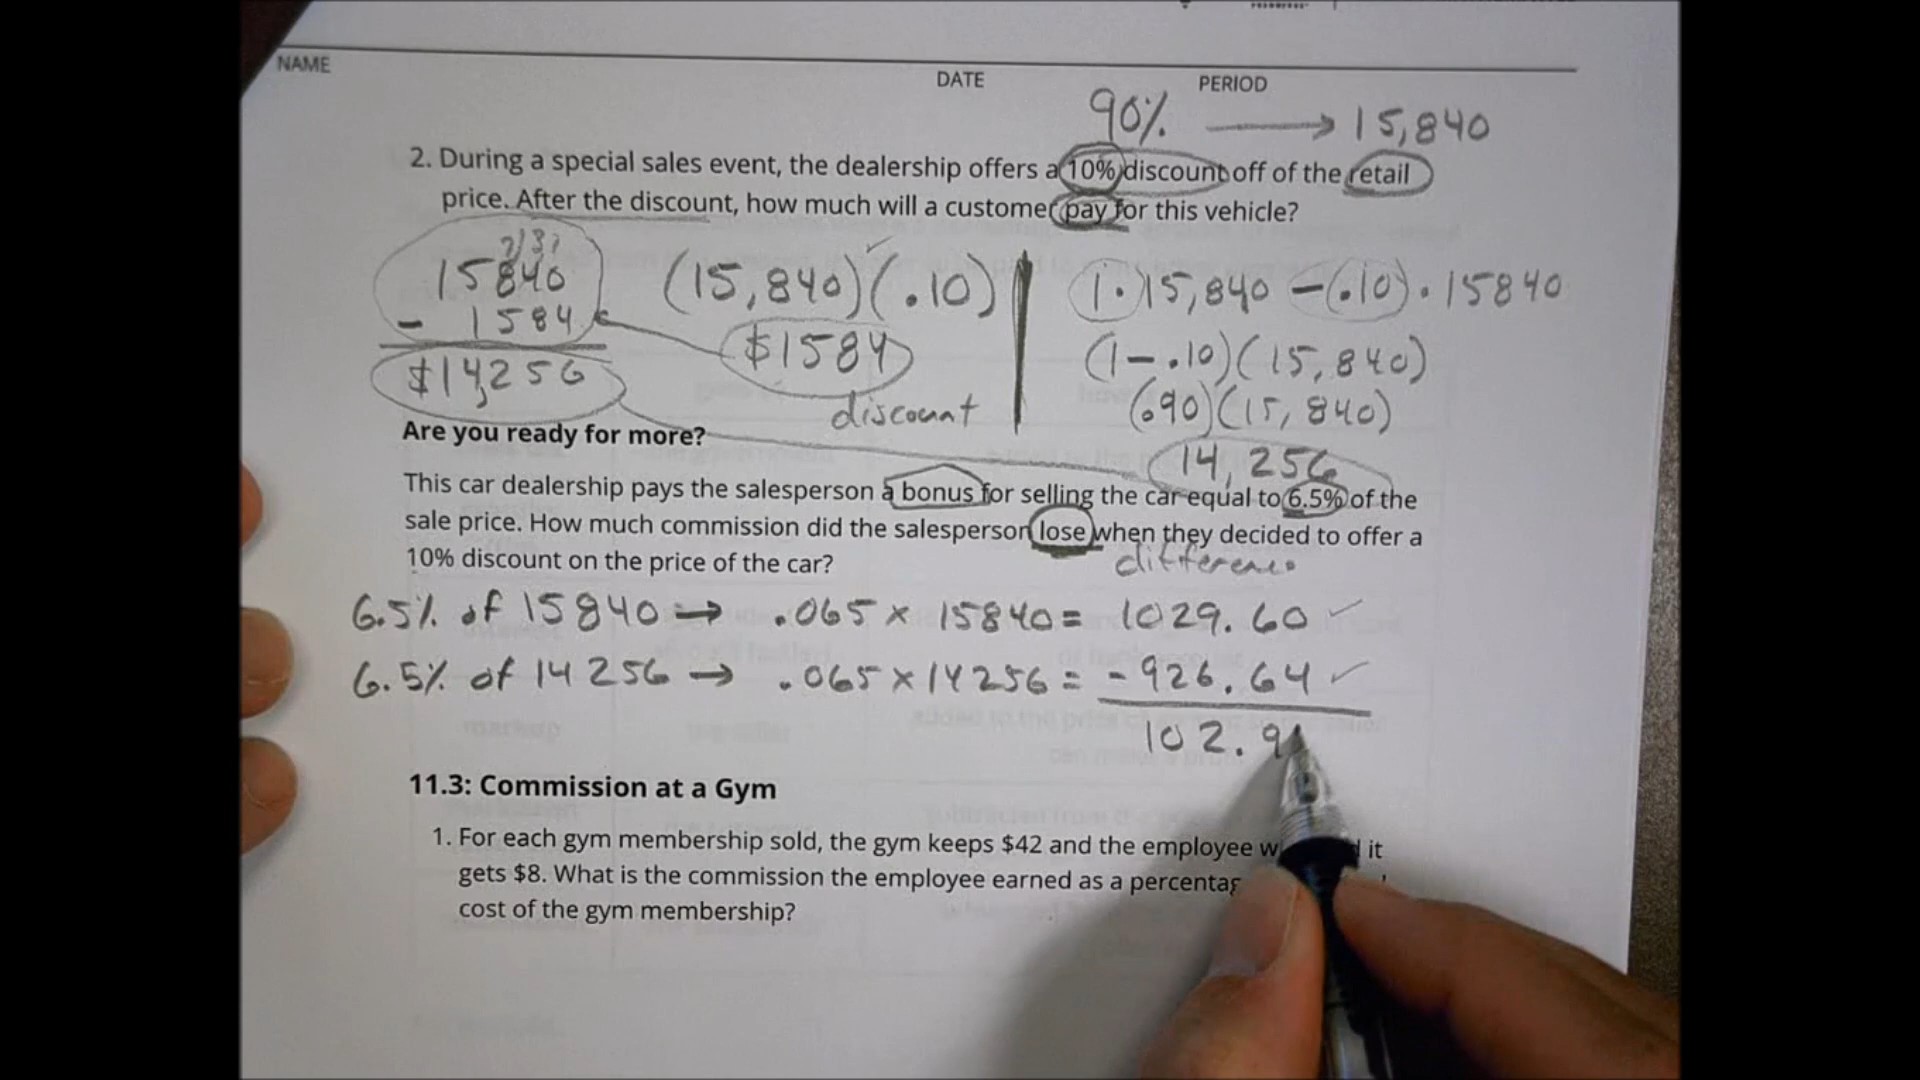 NAME
DATE
PERIOD
90% → 15,840
2. During a special sales event, the dealership offers a 10% discount off of the retail
price. After the discount, how much will a customer pay for this vehicle?
15840
- 1584
$14,256
(15,840)(.10)
$1584
discount
1·15,840 - (.10)·15840
(1-.10)(15,840)
(.90)(15,840)
14,256
Are you ready for more?
This car dealership pays the salesperson a bonus for selling the car equal to 6.5% of the
sale price. How much commission did the salesperson lose when they decided to offer a
10% discount on the price of the car?
difference
6.5% of 15840 → .065 × 15840 = 1029.60 ✓
6.5% of 14256 → .065 × 14256 = - 926.64 ✓
102.9
11.3: Commission at a Gym
1. For each gym membership sold, the gym keeps $42 and the employee it
gets $8. What is the commission the employee earned as a
cost of the gym membership?